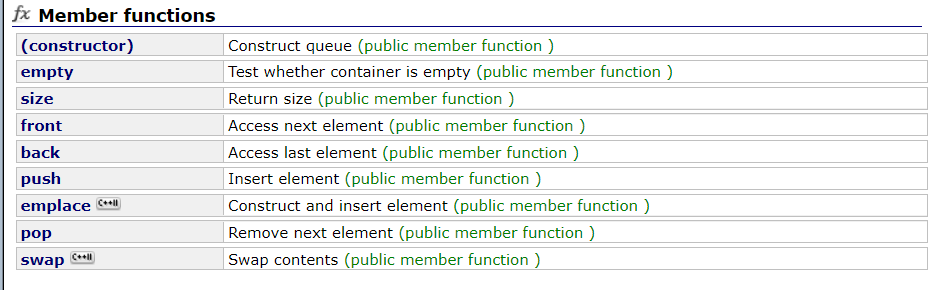 fx Member functions
(constructor) Construct queue (public member function )
empty Test whether container is empty (public member function )
size Return size (public member function )
front Access next element (public member function )
back Access last element (public member function )
push Insert element (public member function )
emplace C++11 Construct and insert element (public member function )
pop Remove next element (public member function )
swap C++11 Swap contents (public member function )